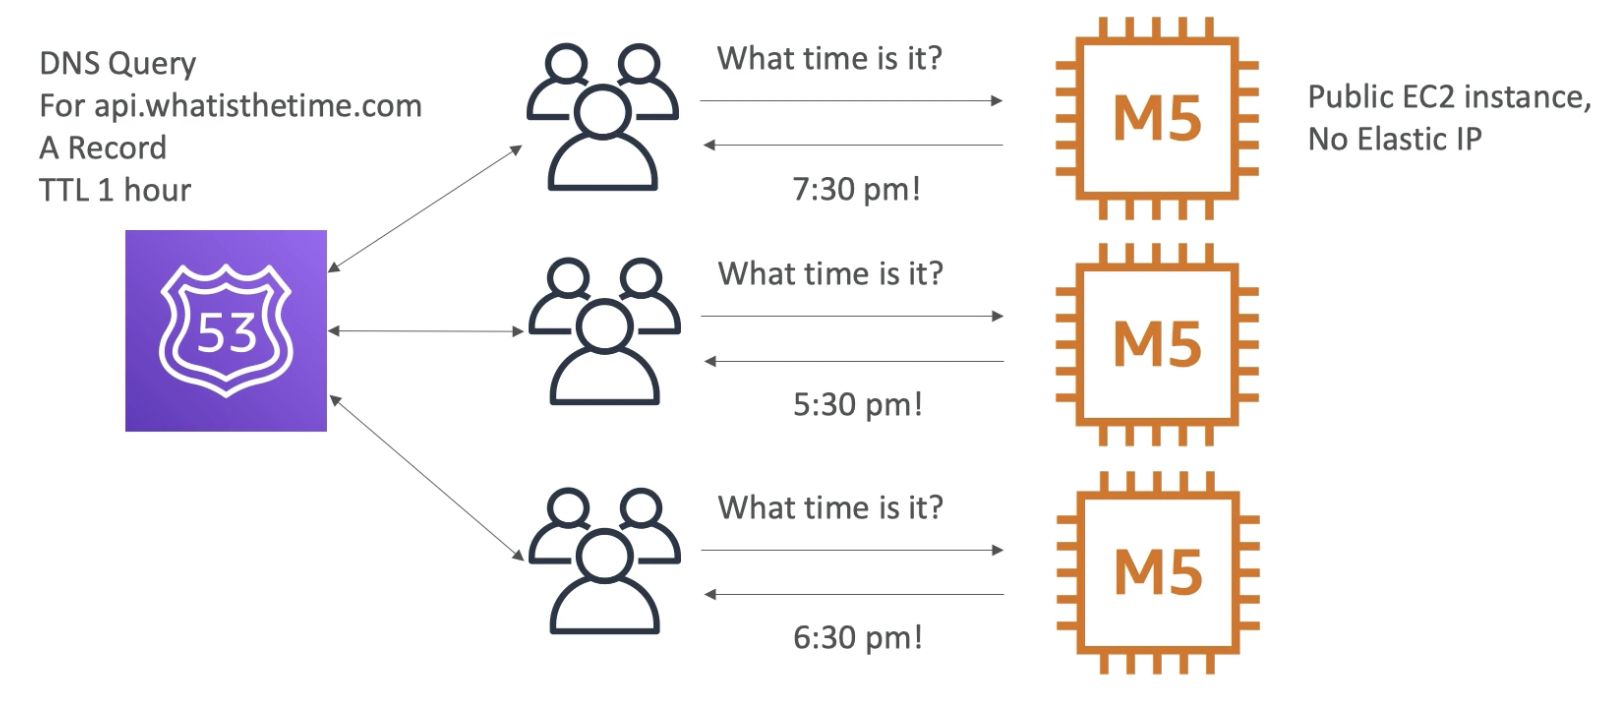 DNS Query
For api.whatisthetime.com
A Record
TTL 1 hour
53
What time is it?
7:30 pm!
M5
Public EC2 instance,
No Elastic IP
What time is it?
5:30 pm!
M5
What time is it?
6:30 pm!
M5